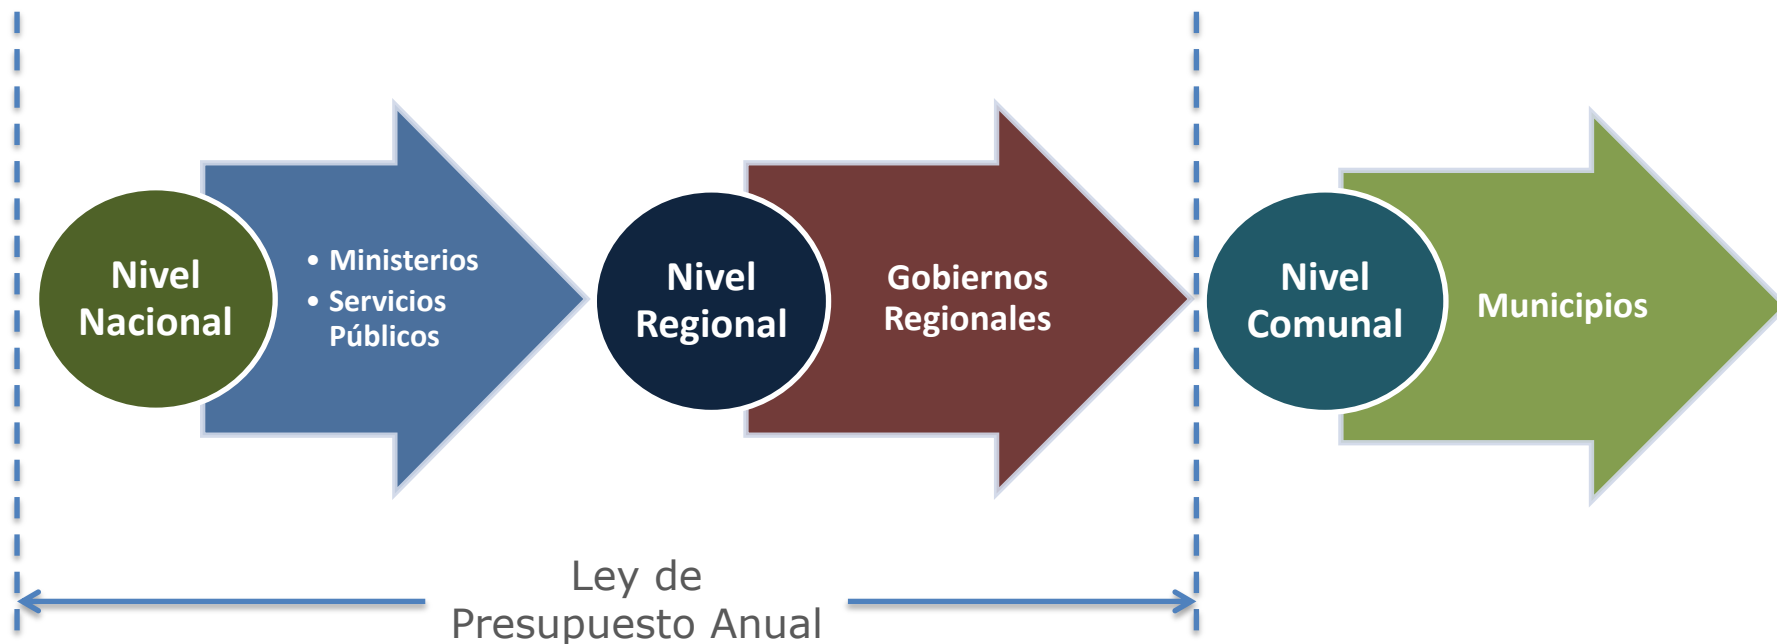 Nivel
Nacional
• Ministerios
• Servicios
Públicos
Nivel
Regional
Gobiernos
Regionales
Nivel
Comunal
Municipios
Ley de
Presupuesto Anual